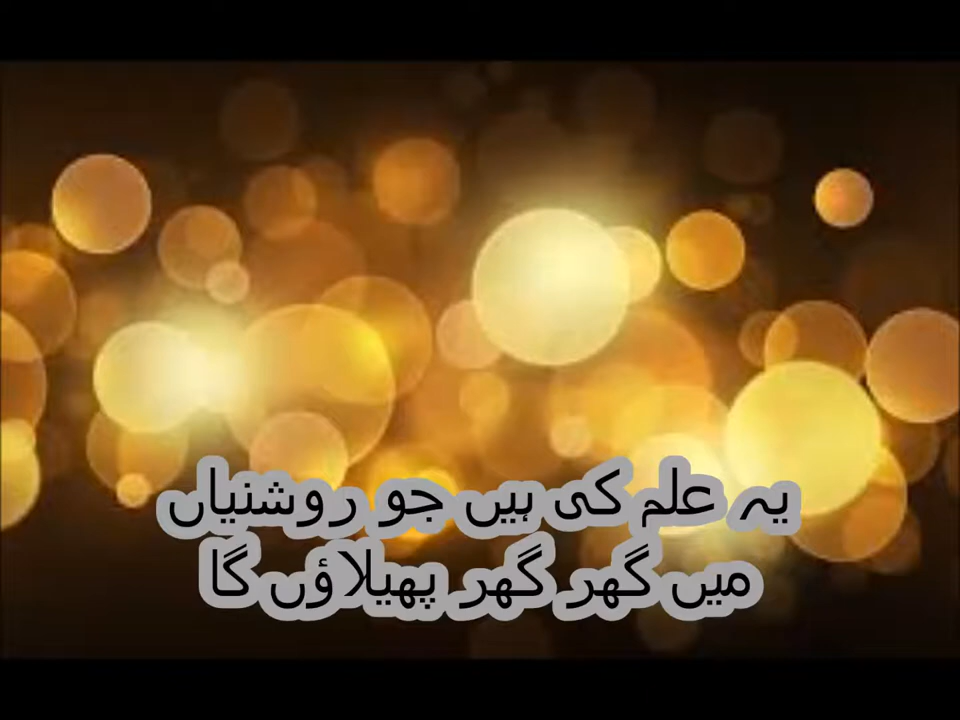 یہ علم کی ہیں جو روشنیاں
میں گھر گھر پھیلاؤں گا